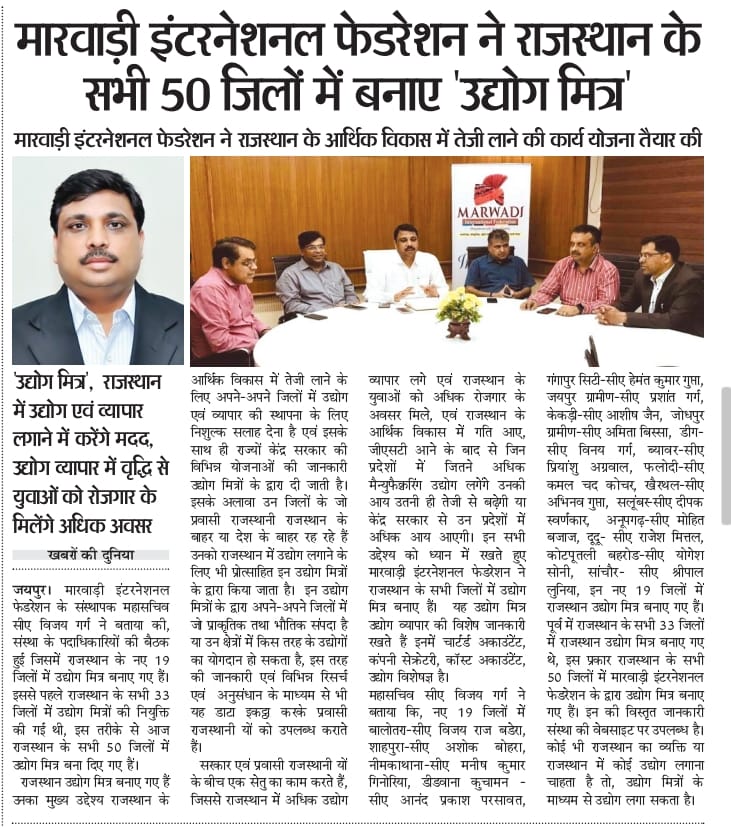 मारवाड़ी इंटरनेशनल फेडरेशन ने राजस्थान के
सभी 50 जिलों में बनाए 'उद्योग मित्र'
मारवाड़ी इंटरनेशनल फेडरेशन ने राजस्थान के आर्थिक विकास में तेजी लाने की कार्य योजना तैयार की
MARWADI
International Federation
'उद्योग मित्र', राजस्थान
में उद्योग एवं व्यापार
लगाने में करेंगे मदद,
उद्योग व्यापार में वृद्धि से
युवाओं को रोजगार के
मिलेंगे अधिक अवसर
खबरों की दुनिया
जयपुर। मारवाड़ी इंटरनेशनल
फेडरेशन के संस्थापक महासचिव
सीए विजय गर्ग ने बताया की,
संस्था के पदाधिकारियों की बैठक
हुई जिसमें राजस्थान के नए 19
जिलों में उद्योग मित्र बनाए गए हैं।
इससे पहले राजस्थान के सभी 33
जिलों में उद्योग मित्रों की नियुक्ति
की गई थी, इस तरीके से आज
राजस्थान के सभी 50 जिलों में
उद्योग मित्र बना दिए गए हैं।
राजस्थान उद्योग मित्र बनाए गए हैं
उनका मुख्य उद्देश्य राजस्थान के
आर्थिक विकास में तेजी लाने के
लिए अपने-अपने जिलों में उद्योग
एवं व्यापार की स्थापना के लिए
निशुल्क सलाह देना है एवं इसके
साथ ही राज्यों केंद्र सरकार की
विभिन्न योजनाओं की जानकारी
उद्योग मित्रों के द्वारा दी जाती है।
इसके अलावा उन जिलों के जो
प्रवासी राजस्थानी राजस्थान के
बाहर या देश के बाहर रह रहे हैं
उनको राजस्थान में उद्योग लगाने के
लिए भी प्रोत्साहित इन उद्योग मित्रों
के द्वारा किया जाता है। इन उद्योग
मित्रों के द्वारा अपने-अपने जिलों में
जो प्राकृतिक तथा भौतिक संपदा है
या उन क्षेत्रों में किस तरह के उद्योगों
का योगदान हो सकता है, इस तरह
की जानकारी एवं विभिन्न रिसर्च
एवं अनुसंधान के माध्यम से भी
यह डाटा इकट्ठा करके प्रवासी
राजस्थानी यों को उपलब्ध कराते
हैं।
सरकार एवं प्रवासी राजस्थानी यों
के बीच एक सेतु का काम करते हैं,
जिससे राजस्थान में अधिक उद्योग
व्यापार लगे एवं राजस्थान के
युवाओं को अधिक रोजगार के
अवसर मिले, एवं राजस्थान के
आर्थिक विकास में गति आए,
जीएसटी आने के बाद से जिन
प्रदेशों में जितने अधिक
मैन्युफैक्चरिंग उद्योग लगेंगे उनकी
आय उतनी ही तेजी से बढ़ेगी या
केंद्र सरकार से उन प्रदेशों में
अधिक आय आएगी। इन सभी
उद्देश्य को ध्यान में रखते हुए
मारवाड़ी इंटरनेशनल फेडरेशन ने
राजस्थान के सभी जिलों में उद्योग
मित्र बनाए हैं। यह उद्योग मित्र
उद्योग व्यापार की विशेष जानकारी
रखते हैं इनमें चार्टर्ड अकाउंटेंट,
कंपनी सेक्रेटरी, कॉस्ट अकाउंटेंट,
उद्योग विशेषज्ञ है।
महासचिव सीए विजय गर्ग ने
बताया कि, नए 19 जिलों में
बालोतरा-सीए विजय राज बडेरा,
शाहपुरा-सीए अशोक बोहरा,
नीमकाथाना-सीए मनीष कुमार
गिनोरिया, डीडवाना कुचामन -
सीए आनंद प्रकाश परसावत,
गंगापुर सिटी-सीए हेमंत कुमार गुप्ता,
जयपुर ग्रामीण-सीए प्रशांत गर्ग,
केकड़ी-सीए आशीष जैन, जोधपुर
ग्रामीण-सीए अमिता बिस्सा, डीग-
सीए विनय गर्ग, ब्यावर-सीए
प्रियांशु अग्रवाल, फलोदी-सीए
कमल चद कोचर, खैरथल-सीए
अभिनव गुप्ता, सलूंबर-सीए दीपक
स्वर्णकार, अनूपगढ़-सीए मोहित
बजाज, दूदू- सीए राजेश मित्तल,
कोटपूतली बहरोड-सीए योगेश
सोनी, सांचौर- सीए श्रीपाल
लुनिया, इन नए 19 जिलों में
राजस्थान उद्योग मित्र बनाए गए हैं।
पूर्व में राजस्थान के सभी 33 जिलों
में राजस्थान उद्योग मित्र बनाए गए
थे, इस प्रकार राजस्थान के सभी
50 जिलों में मारवाड़ी इंटरनेशनल
फेडरेशन के द्वारा उद्योग मित्र बनाए
गए हैं। इन की विस्तृत जानकारी
संस्था की वेबसाइट पर उपलब्ध है।
कोई भी राजस्थान का व्यक्ति या
राजस्थान में कोई उद्योग लगाना
चाहता है तो, उद्योग मित्रों के
माध्यम से उद्योग लगा सकता है।